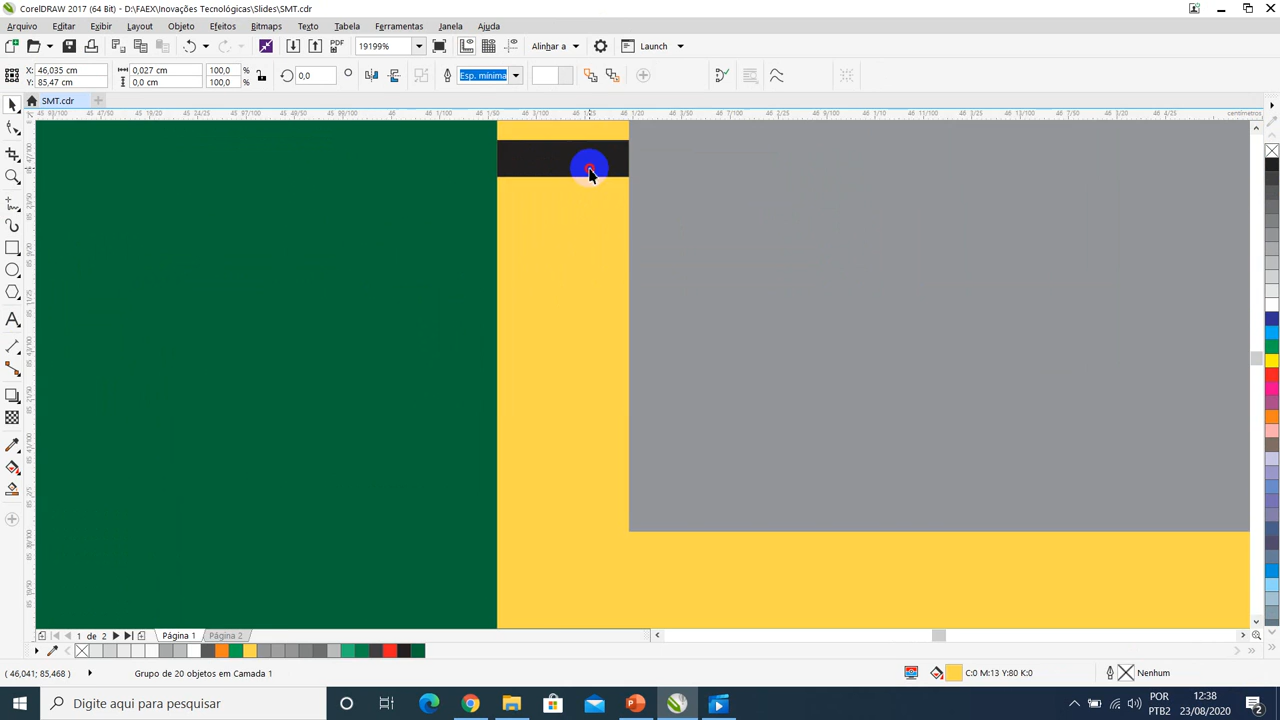 CorelDRAW 2017 (64 Bit) - D:\FAEX\Inovações Tecnológicas\Slides\SMT.cdr
Arquivo Editar Exibir Layout Objeto Efeitos Bitmaps Texto Tabela Ferramentas Janela Ajuda
PDF 19199% Alinhar a Launch
X: 46,035 cm 0,027 cm 100,0 % 0,0 Esp. mínima
Y: 85,47 cm 0,0 cm 100,0 %
SMT.cdr
centímetros
1 de 2 Página 1 Página 2
( 46,041; 85,468 ) Grupo de 20 objetos em Camada 1 C:0 M:13 Y:80 K:0 Nenhum
Digite aqui para pesquisar
POR 12:38
PTB2 23/08/2020 2